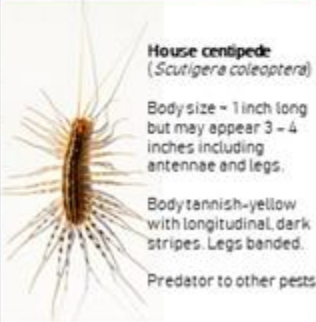 House centipede
(Scutigera coleoptera)
Body size ~ 1 inch long
but may appear 3 – 4
inches including
antennae and legs.
Body tannish-yellow
with longitudinal, dark
stripes. Legs banded.
Predator to other pests